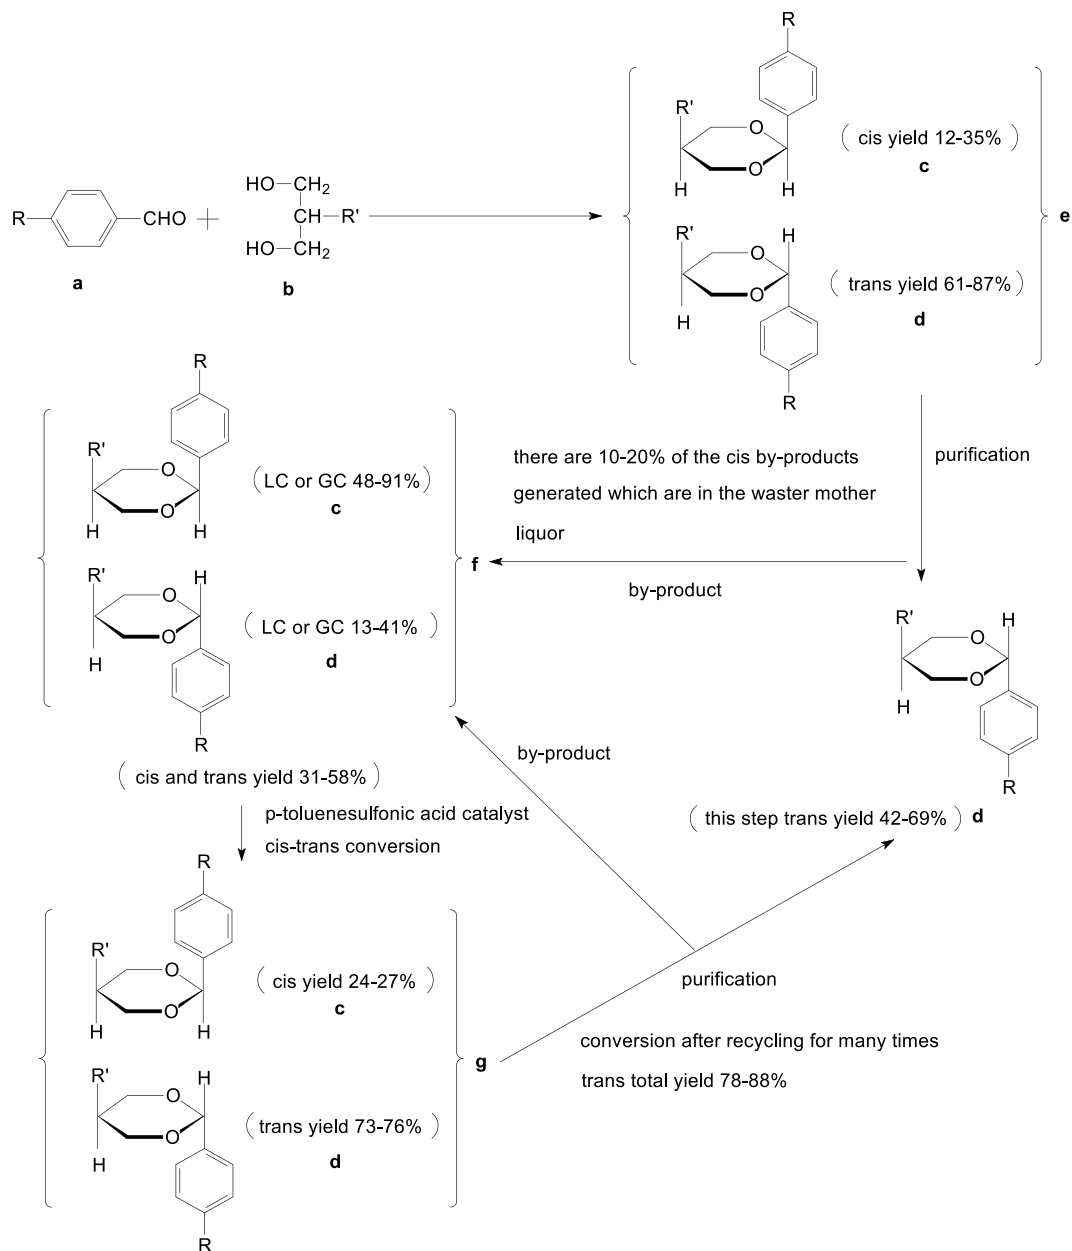 R
R'
O
O
H
H
( cis yield 12-35% )
c
R
CHO
+
a
HO-CH2
CH-R'
HO-CH2
b
R'
H
O
O
H
( trans yield 61-87% )
d
R
e
R
R'
O
O
H
H
(LC or GC 48-91%)
c
R'
H
O
O
H
( LC or GC 13-41% )
d
R
f
( cis and trans yield 31-58% )
there are 10-20% of the cis by-products
generated which are in the waster mother
liquor
by-product
purification
R'
H
O
O
H
R
( this step trans yield 42-69% ) d
by-product
p-toluenesulfonic acid catalyst
cis-trans conversion
R
R'
O
O
H
H
( cis yield 24-27% )
c
R'
H
O
O
H
( trans yield 73-76% )
d
R
g
purification
conversion after recycling for many times
trans total yield 78-88%